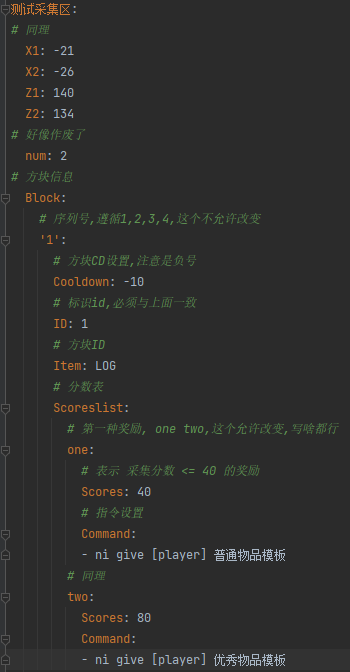 测试采集区:
# 同理
X1: -21
X2: -26
Z1: 140
Z2: 134
# 好像作废了
num: 2
# 方块信息
Block:
# 序列号,遵循1,2,3,4,这个不允许改变
'1':
# 方块CD设置,注意是负号
Cooldown: -10
# 标识id,必须与上面一致
ID: 1
# 方块ID
Item: LOG
# 分数表
Scoreslist:
# 第一种奖励, one two,这个允许改变,写啥都行
one:
# 表示 采集分数 <= 40 的奖励
Scores: 40
# 指令设置
Command:
- ni give [player] 普通物品模板
# 同理
two:
Scores: 80
Command:
- ni give [player] 优秀物品模板